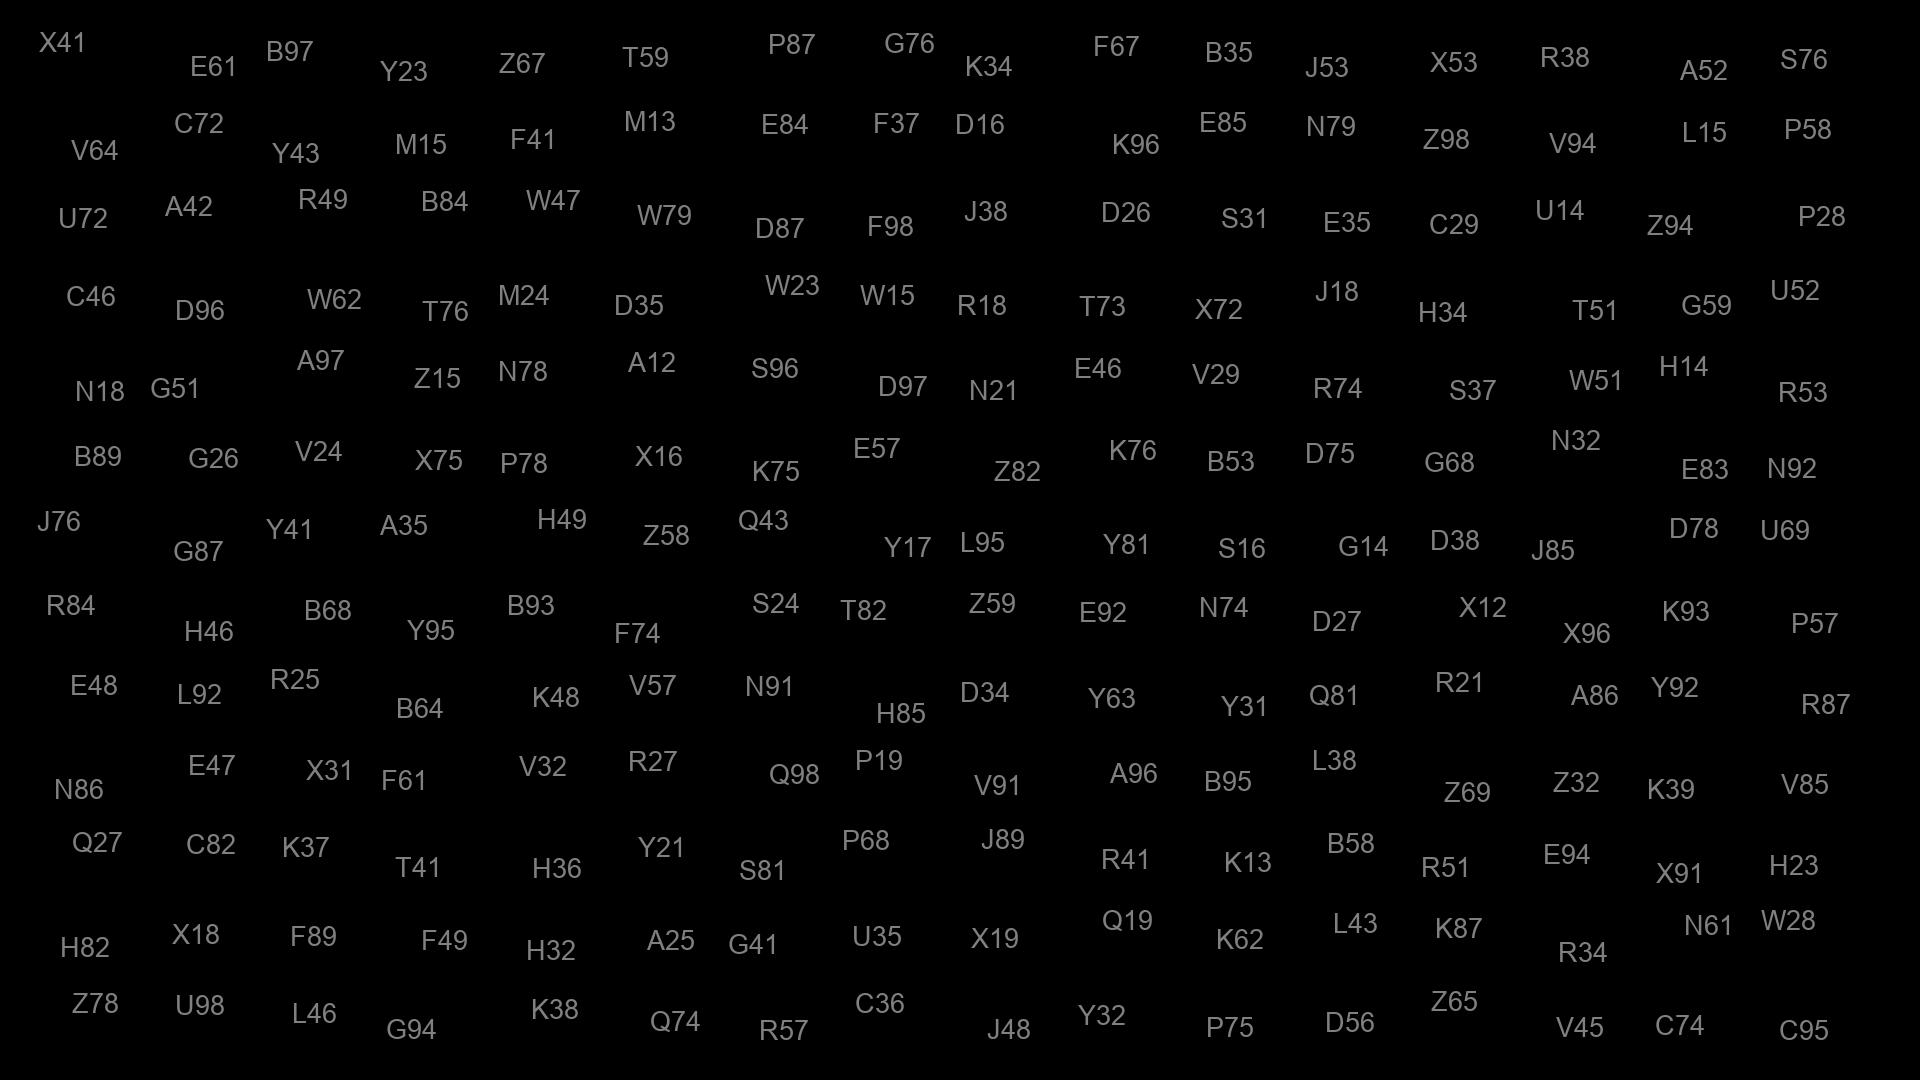 X41 E61 B97 Y23 Z67 T59 P87 G76 K34 F67 B35 J53 X53 R38 A52 S76
V64 C72 Y43 M15 F41 M13 E84 F37 D16 K96 E85 N79 Z98 V94 L15 P58
U72 A42 R49 B84 W47 W79 D87 F98 J38 D26 S31 E35 C29 U14 Z94 P28
C46 D96 W62 T76 M24 D35 W23 W15 R18 T73 X72 J18 H34 T51 G59 U52
N18 G51 A97 Z15 N78 A12 S96 D97 N21 E46 V29 R74 S37 W51 H14 R53
B89 G26 V24 X75 P78 X16 K75 E57 Z82 K76 B53 D75 G68 N32 E83 N92
J76 G87 Y41 A35 H49 Z58 Q43 Y17 L95 Y81 S16 G14 D38 J85 D78 U69
R84 H46 B68 Y95 B93 F74 S24 T82 Z59 E92 N74 D27 X12 X96 K93 P57
E48 L92 R25 B64 K48 V57 N91 H85 D34 Y63 Y31 Q81 R21 A86 Y92 R87
N86 E47 X31 F61 V32 R27 Q98 P19 V91 A96 B95 L38 Z69 Z32 K39 V85
Q27 C82 K37 T41 H36 Y21 S81 P68 J89 R41 K13 B58 R51 E94 X91 H23
H82 X18 F89 F49 H32 A25 G41 U35 X19 Q19 K62 L43 K87 R34 N61 W28
Z78 U98 L46 G94 K38 Q74 R57 C36 J48 Y32 P75 D56 Z65 V45 C74 C95